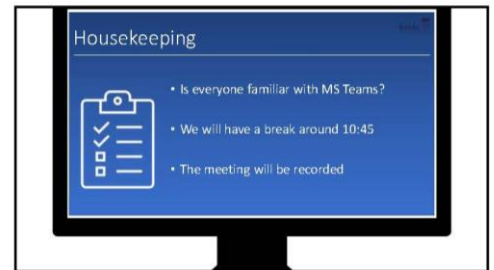 Housekeeping
• Is everyone familiar with MS Teams?
• We will have a break around 10:45
• The meeting will be recorded